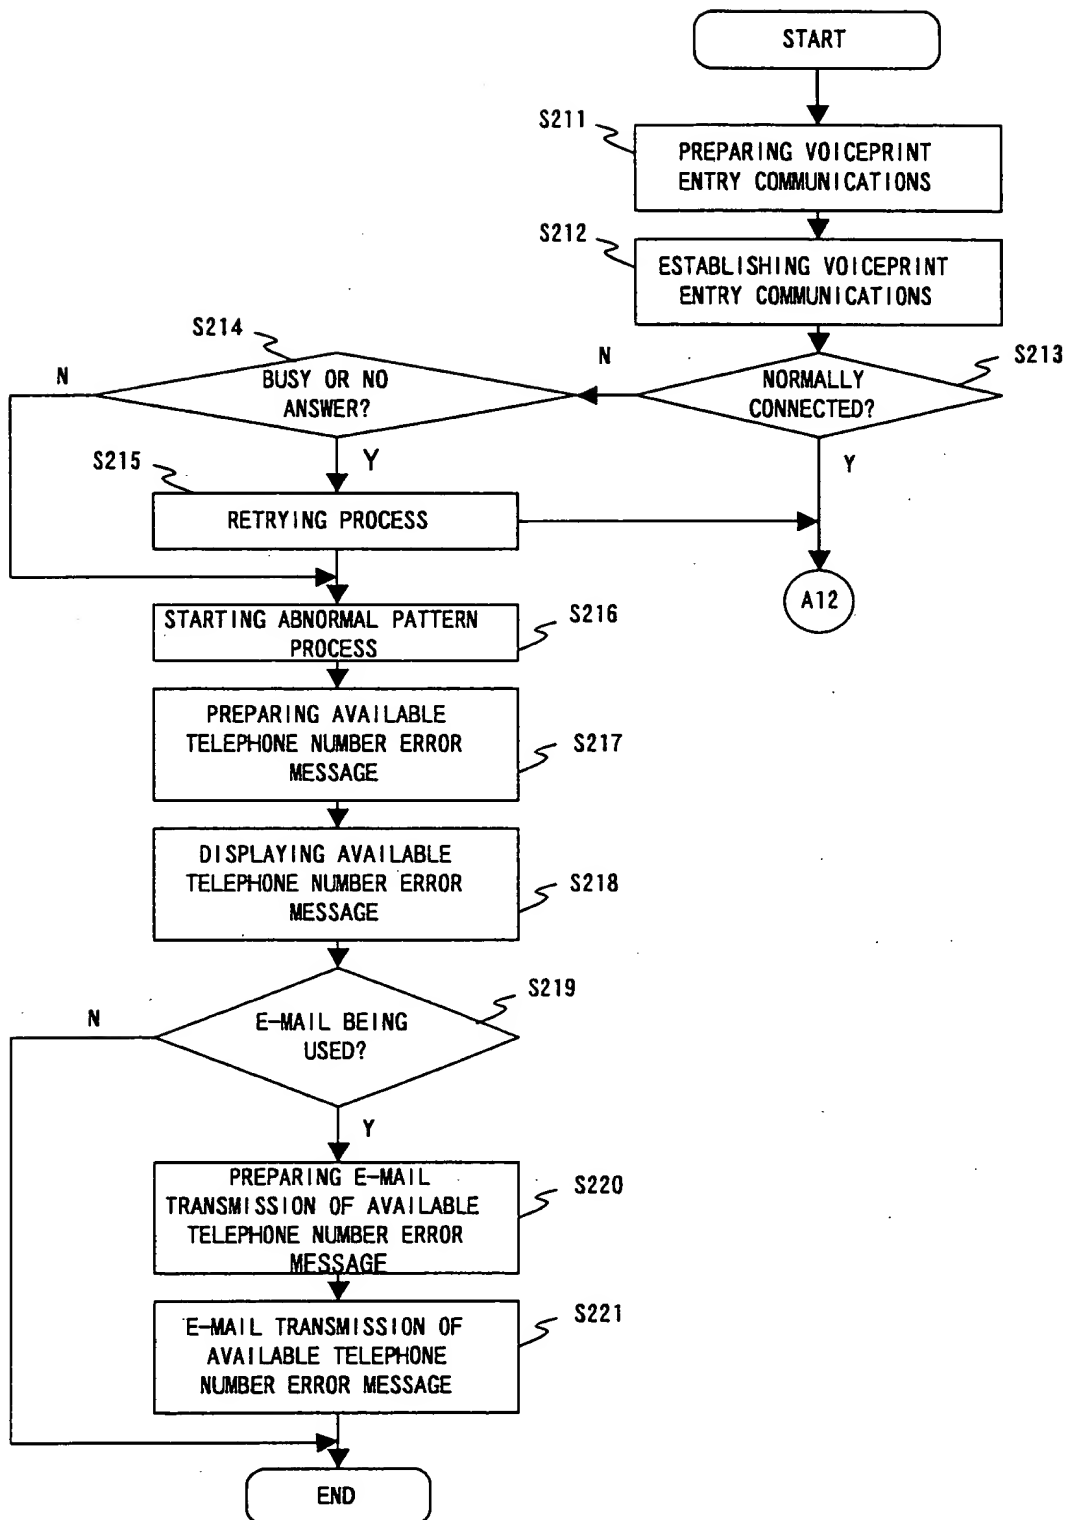 START
S211
PREPARING VOICEPRINT
ENTRY COMMUNICATIONS
S212
ESTABLISHING VOICEPRINT
ENTRY COMMUNICATIONS
S213
NORMALLY
CONNECTED?
N
Y
S214
BUSY OR NO
ANSWER?
N
Y
S215
RETRYING PROCESS
A12
STARTING ABNORMAL PATTERN
PROCESS
S216
PREPARING AVAILABLE
TELEPHONE NUMBER ERROR
MESSAGE
S217
DISPLAYING AVAILABLE
TELEPHONE NUMBER ERROR
MESSAGE
S218
S219
E-MAIL BEING
USED?
N
Y
PREPARING E-MAIL
TRANSMISSION OF AVAILABLE
TELEPHONE NUMBER ERROR
MESSAGE
S220
E-MAIL TRANSMISSION OF
AVAILABLE TELEPHONE
NUMBER ERROR MESSAGE
S221
END